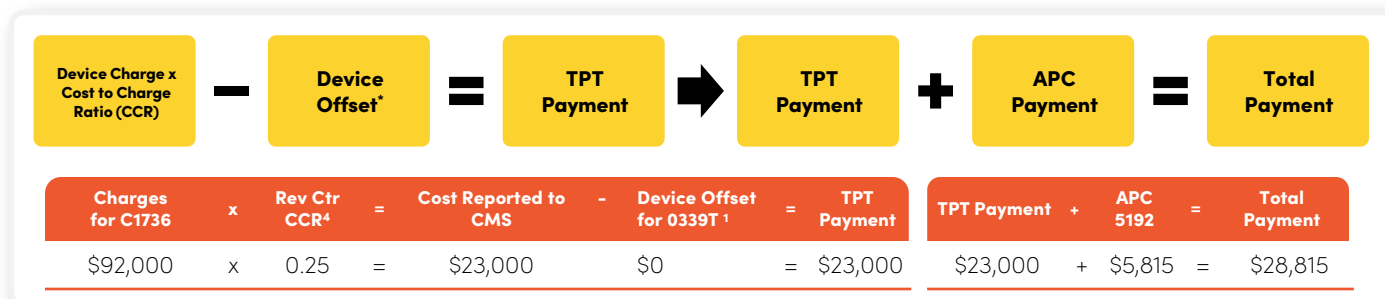 Device Charge x
Cost to Charge
Ratio (CCR)
Device
Offset*
TPT
Payment
TPT
Payment
APC
Payment
Total
Payment
Charges
for C1736
x
Rev Ctr
CCR⁴
=
Cost Reported to
CMS
-
Device Offset
for 0339T ¹
=
TPT
Payment
TPT Payment
+
APC
5192
=
Total
Payment
$92,000 x 0.25 = $23,000 $0 = $23,000
$23,000 + $5,815 = $28,815